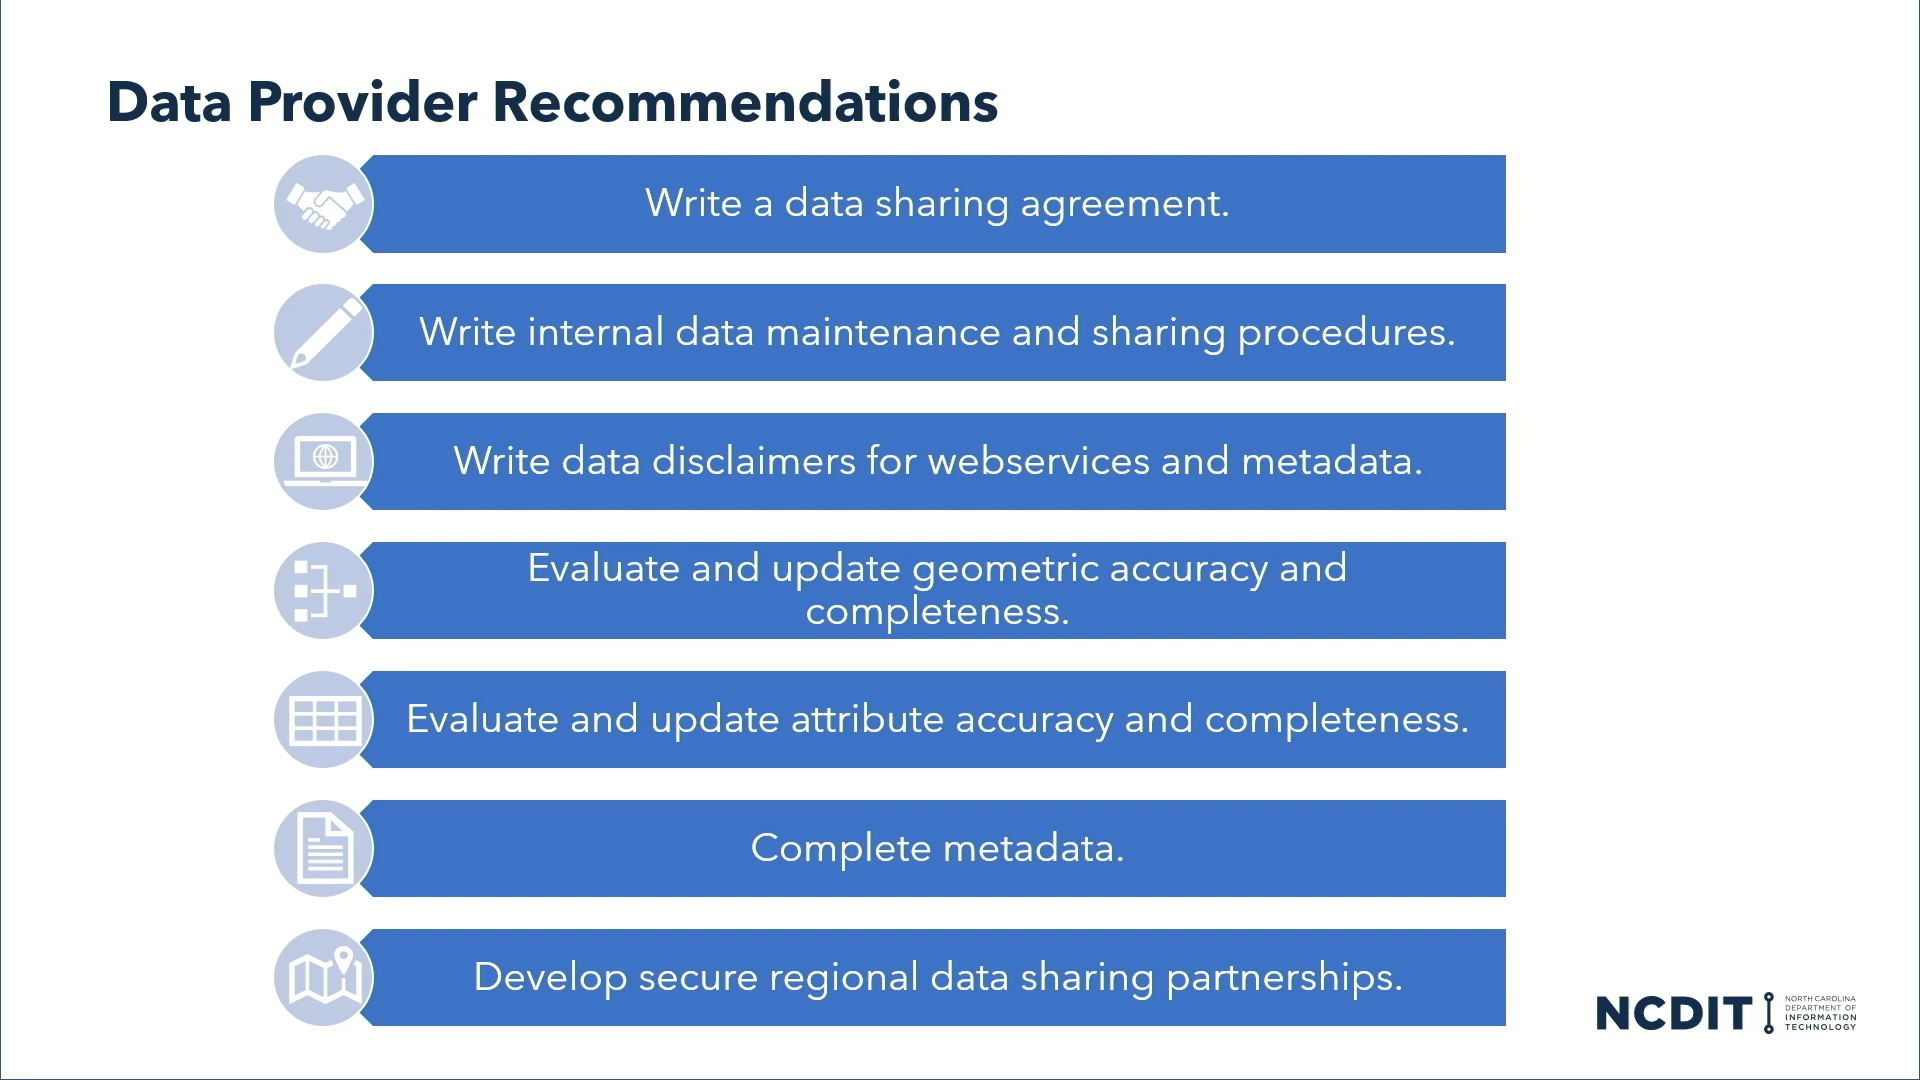 Data Provider Recommendations
Write a data sharing agreement.
Write internal data maintenance and sharing procedures.
Write data disclaimers for webservices and metadata.
Evaluate and update geometric accuracy and
completeness.
Evaluate and update attribute accuracy and completeness.
Complete metadata.
Develop secure regional data sharing partnerships.
NCDIT
NORTH CAROLINA
DEPARTMENT OF
INFORMATION
TECHNOLOGY